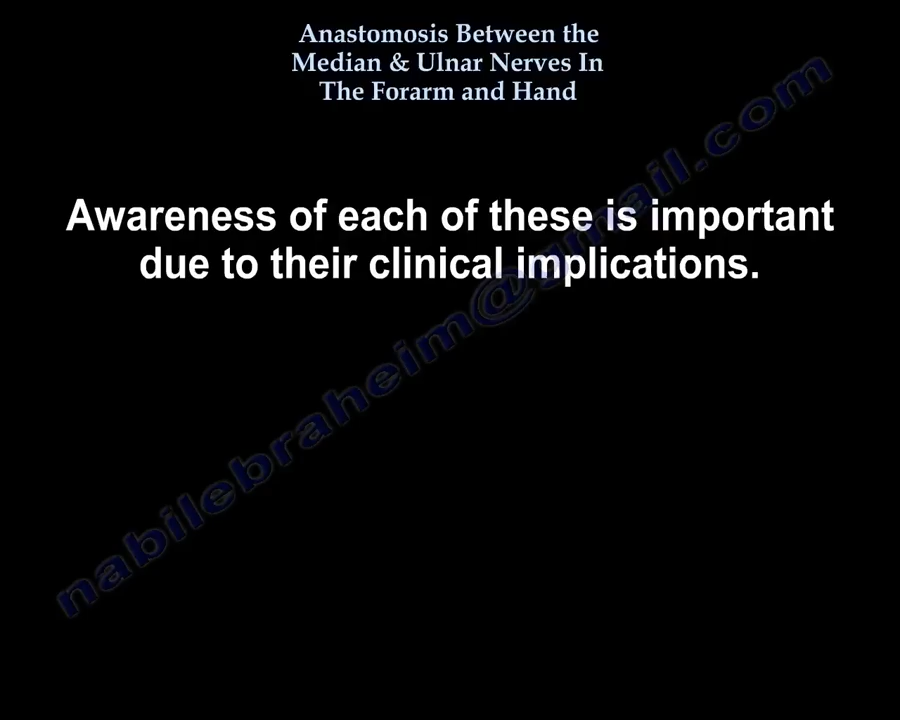 Anastomosis Between the
Median & Ulnar Nerves In
The Forarm and Hand
Awareness of each of these is important
due to their clinical implications.
nabilebraheim@gmail.com